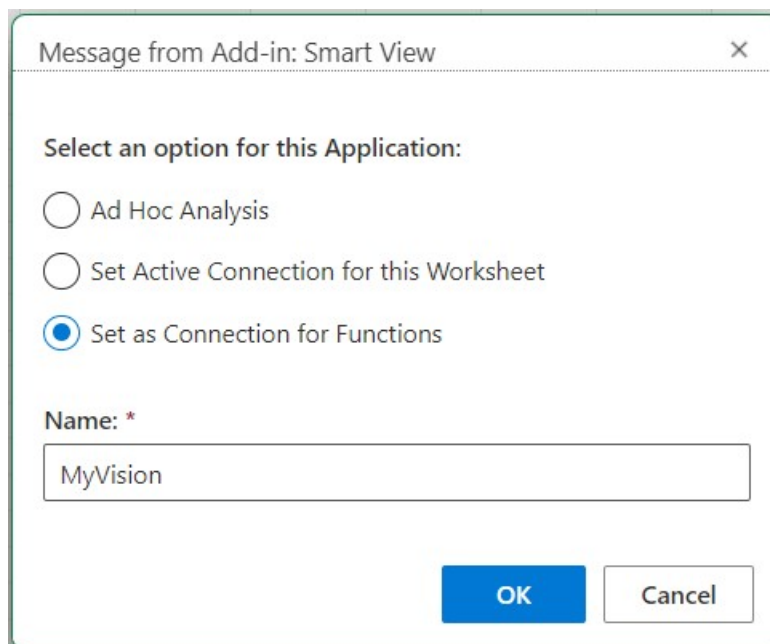 Message from Add-in: Smart View
Select an option for this Application:
Ad Hoc Analysis
Set Active Connection for this Worksheet
Set as Connection for Functions
Name: *
MyVision
OK Cancel